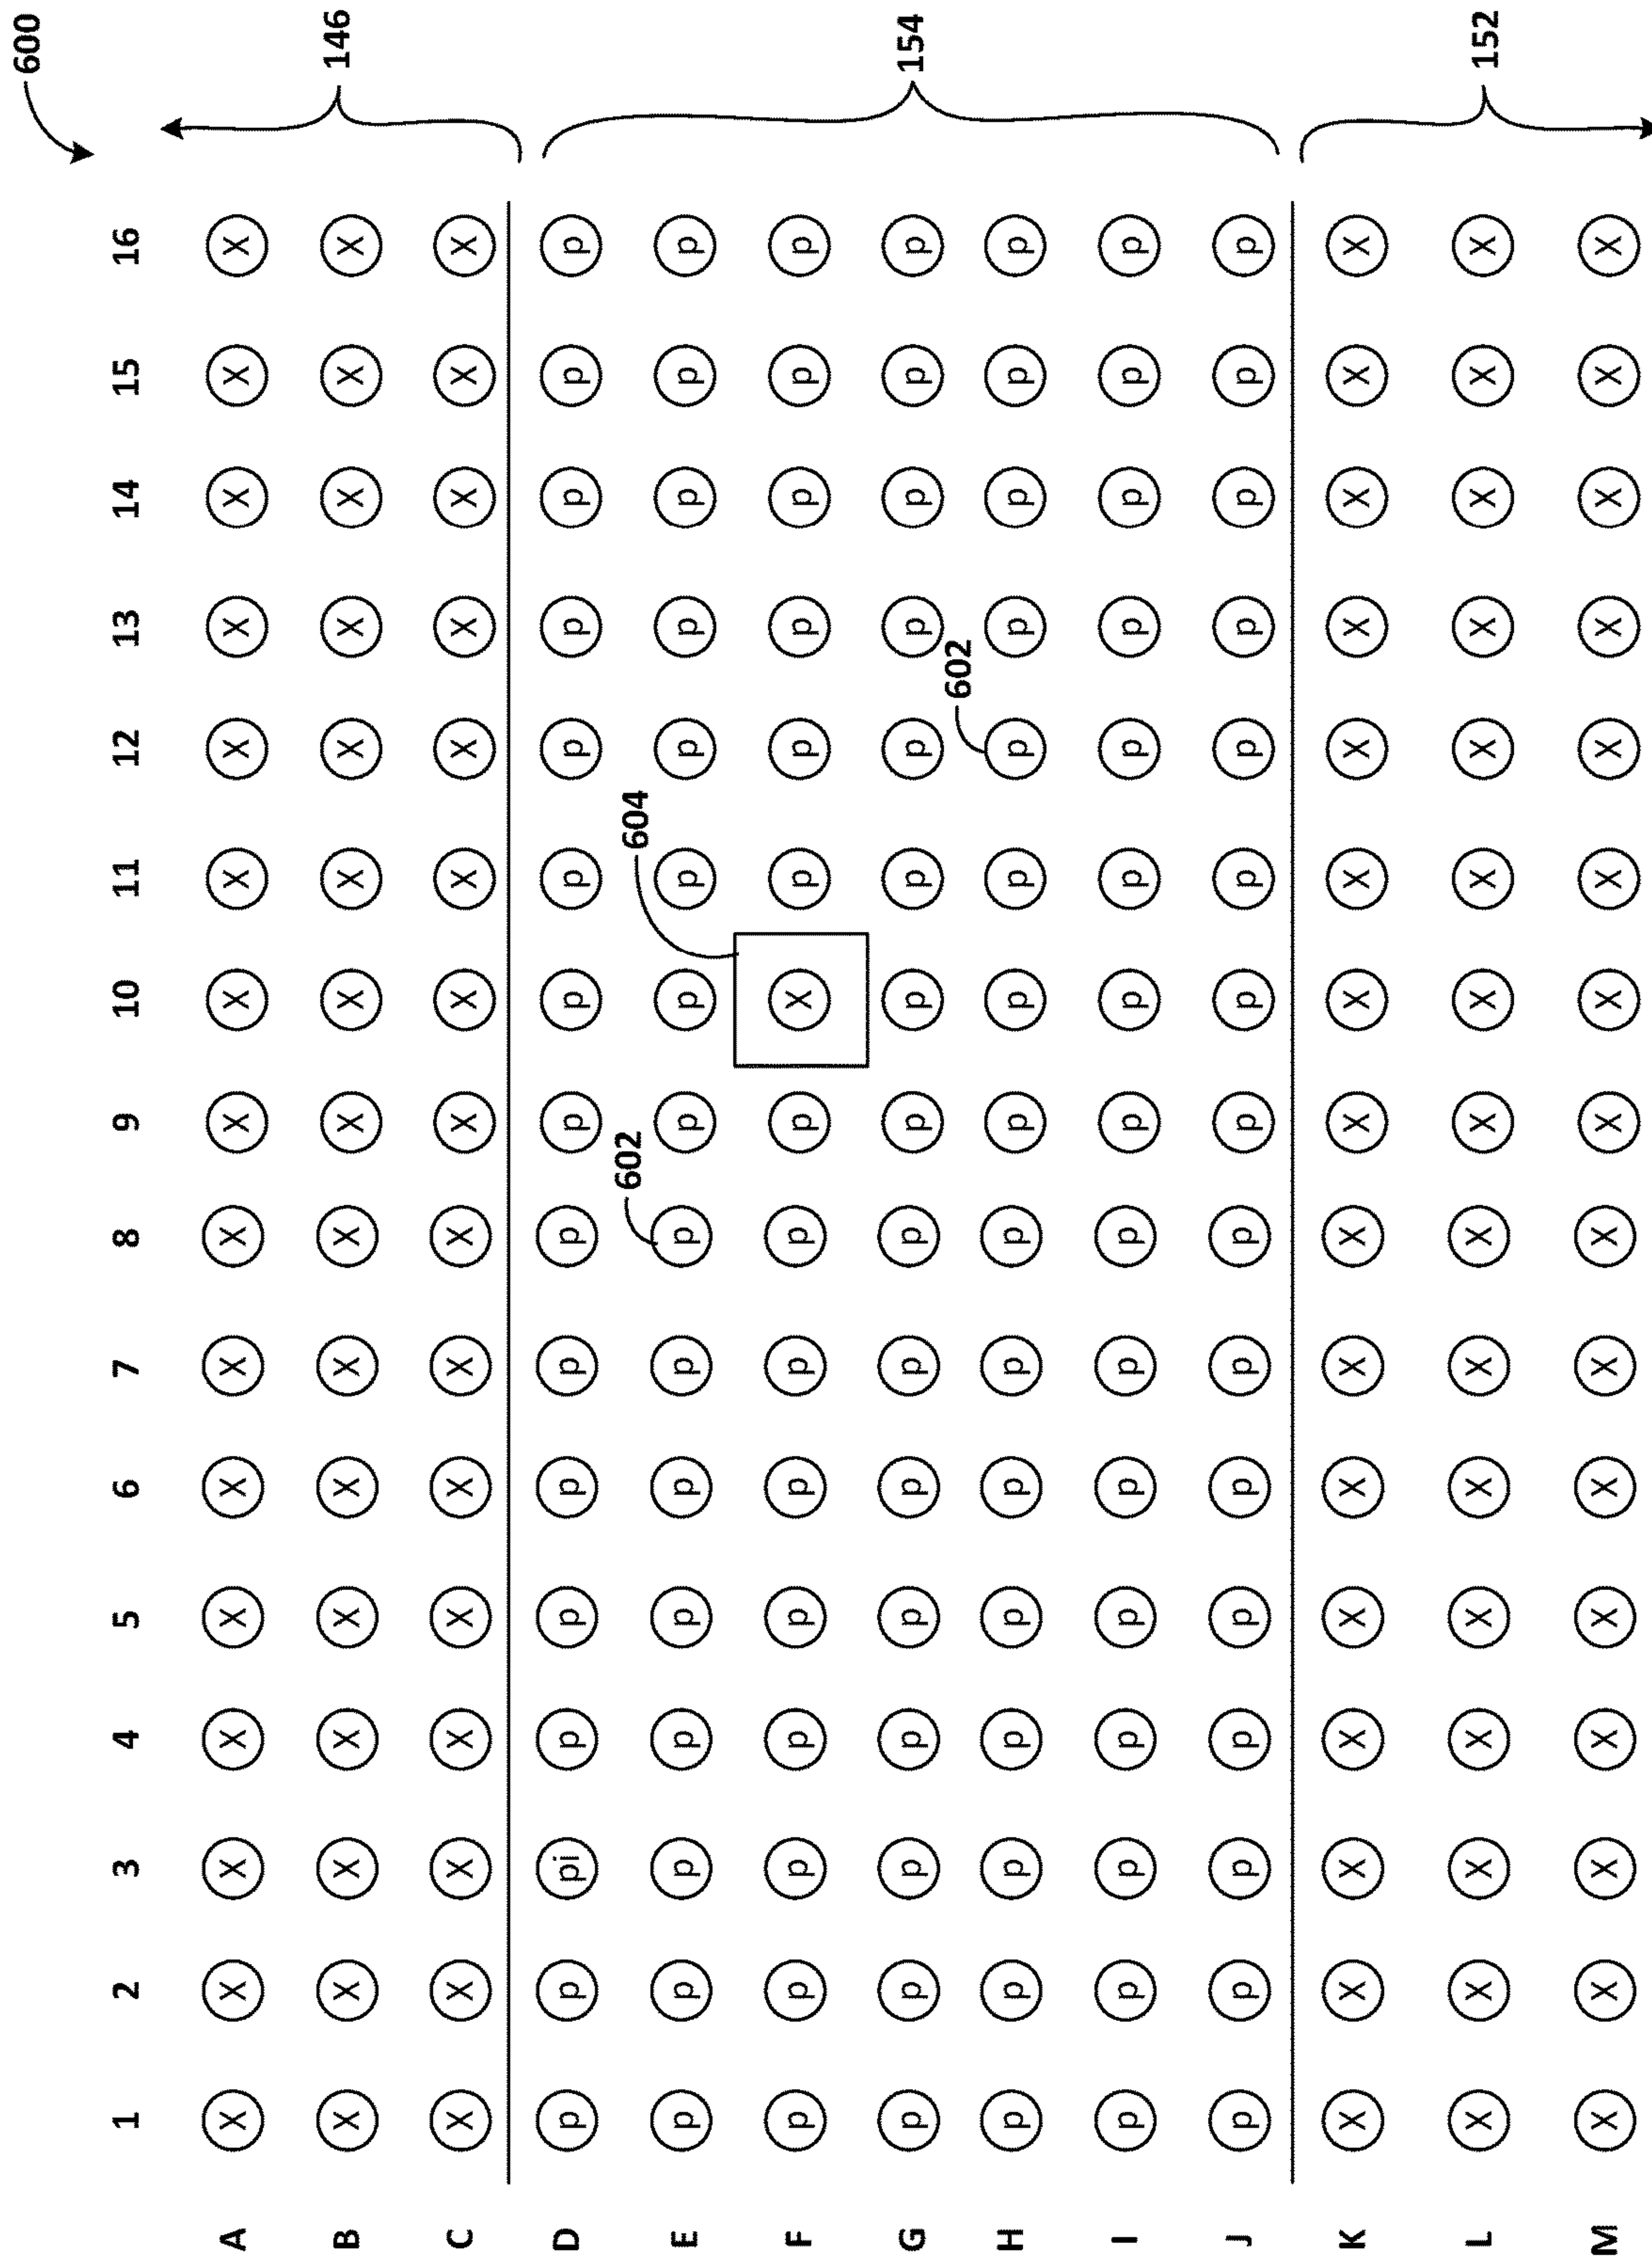 600
1 2 3 4 5 6 7 8 9 10 11 12 13 14 15 16
A X X X X X X X X X X X X X X X X
B X X X X X X X X X X X X X X X X 146
C X X X X X X X X X X X X X X X X
D p p pi p p p p p p p p p p p p p
602 604
E p p p p p p p p p p p p p p p p
F p p p p p p p p p X p p p p p p
G p p p p p p p p p p p p p p p p 154
602
H p p p p p p p p p p p p p p p p
I p p p p p p p p p p p p p p p p
J p p p p p p p p p p p p p p p p
K X X X X X X X X X X X X X X X X
L X X X X X X X X X X X X X X X X 152
M X X X X X X X X X X X X X X X X